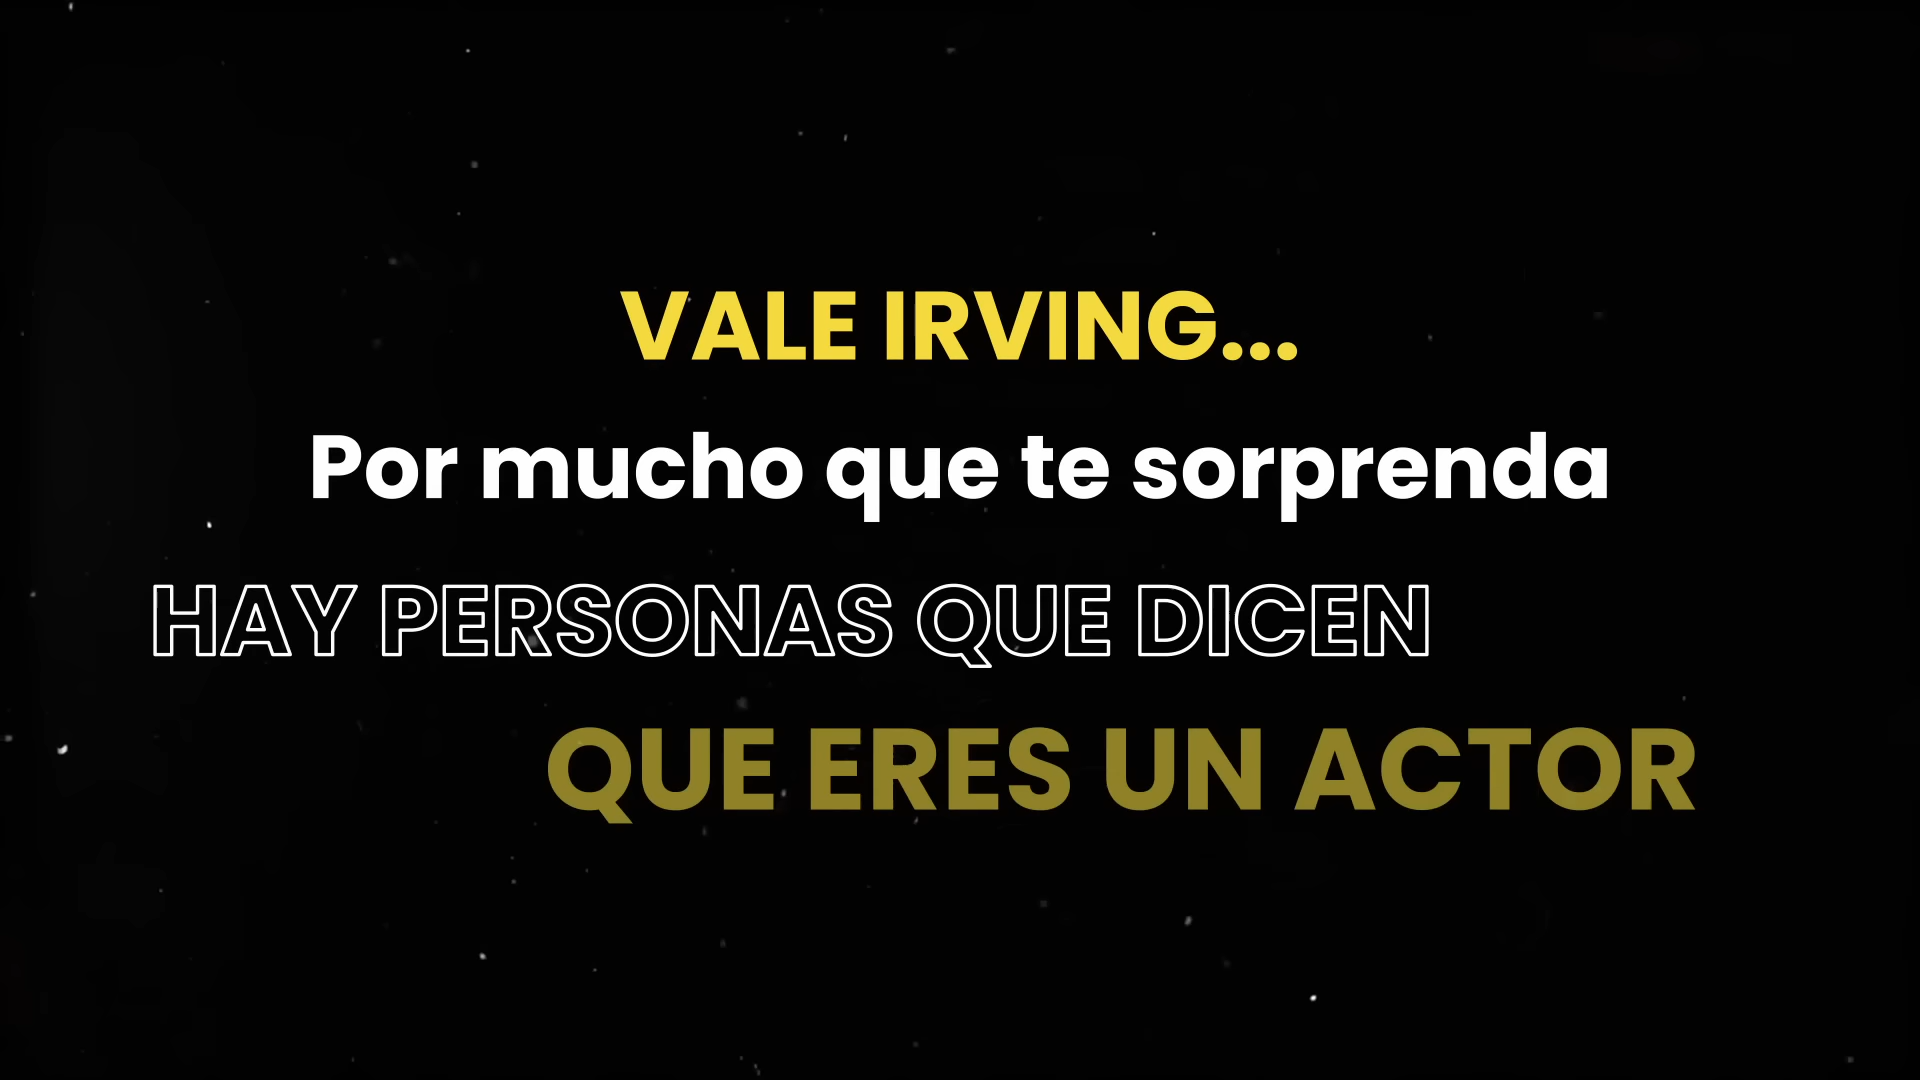 VALE IRVING...
Por mucho que te sorprenda
HAY PERSONAS QUE DICEN
QUE ERES UN ACTOR